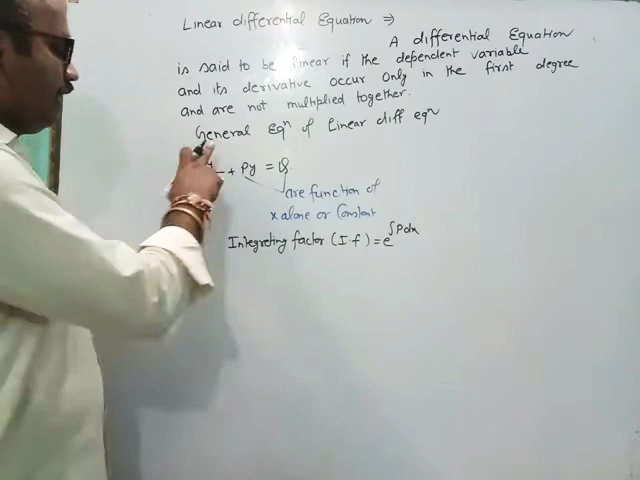 Linear differential Equation ⇒
A differential Equation
is said to be linear if the dependent variable
and its derivative occur only in the first degree
and are not multiplied together.
General Eqⁿ of linear diff eqⁿ
+ Py = Q
are function of
x alone or Constant
Integreting factor (I f) = e^∫Pdx